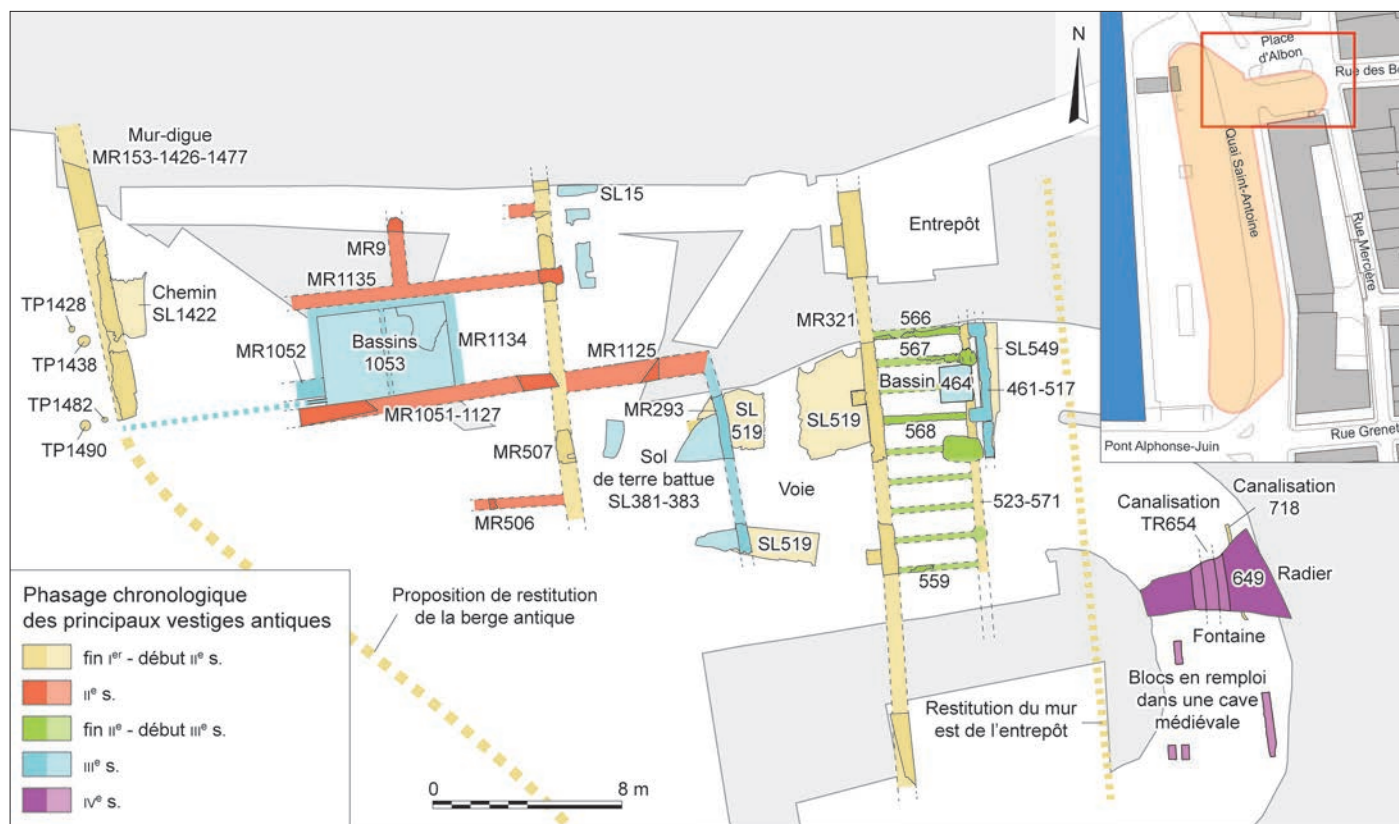 N
Place
d'Albon
Rue des Bo
Quai Saint-Antoine
Rue Mercière
Rue Grenet
Pont Alphonse-Juin
Mur-digue
MR153-1426-1477
SL15
Entrepôt
MR9
MR1135
Chemin
SL1422
TP1428
TP1438
TP1482
TP1490
MR1052
Bassins
1053
MR1134
MR1125
MR321
566
567
SL549
Bassin
464
461-517
MR1051-1127
MR293
SL
519
SL519
568
MR507
Sol
de terre battue
SL381-383
Voie
523-571
MR506
SL519
559
Canalisation
718
Canalisation
TR654
649
Radier
Fontaine
Blocs en remploi
dans une cave
médiévale
Proposition de restitution
de la berge antique
Restitution du mur
est de l'entrepôt
Phasage chronologique
des principaux vestiges antiques
fin Ier - début IIe s.
IIe s.
fin IIe - début IIIe s.
IIIe s.
IVe s.
0
8 m